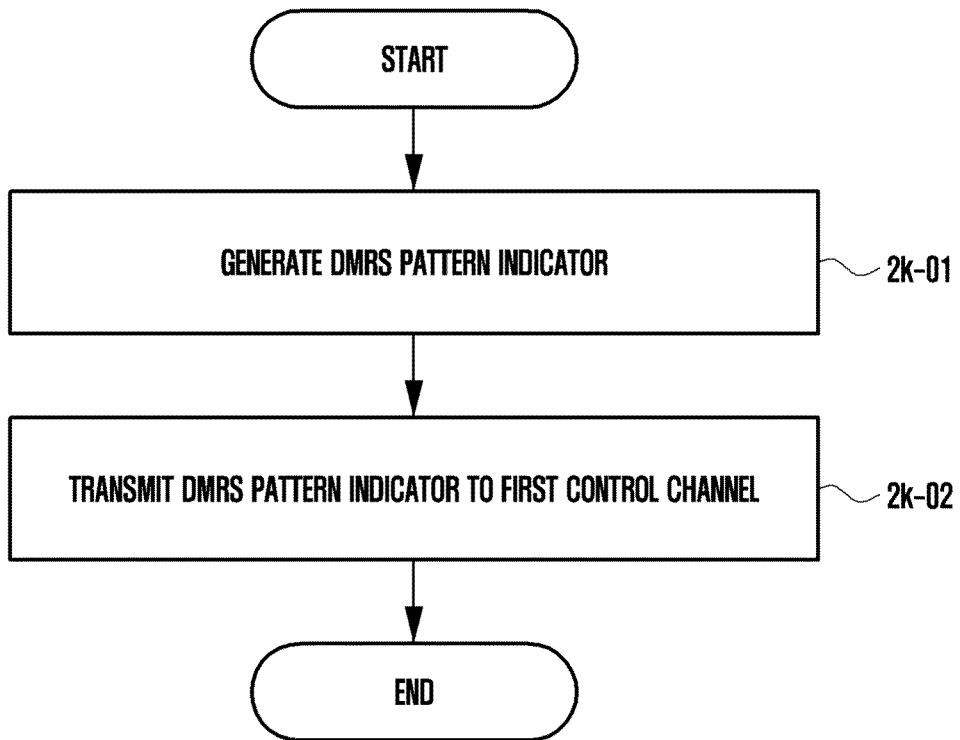 START
GENERATE DMRS PATTERN INDICATOR
2k-01
TRANSMIT DMRS PATTERN INDICATOR TO FIRST CONTROL CHANNEL
2k-02
END